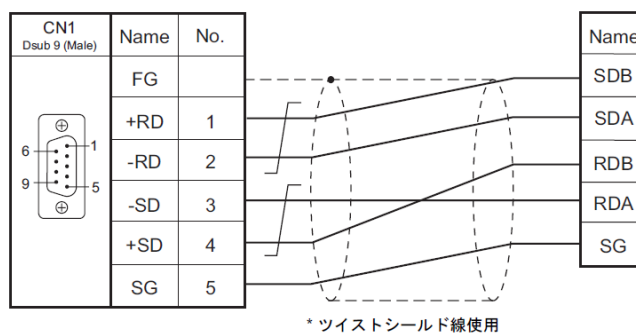 CN1 Name No. Name
Dsub 9 (Male)
FG SDB
+RD 1 SDA
-RD 2 RDB
-SD 3 RDA
+SD 4 SG
SG 5
6 1
9 5
* ツイストシールド線使用